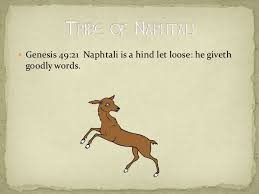 Tribe of Naphtali
• Genesis 49:21 Naphtali is a hind let loose: he giveth
goodly words.